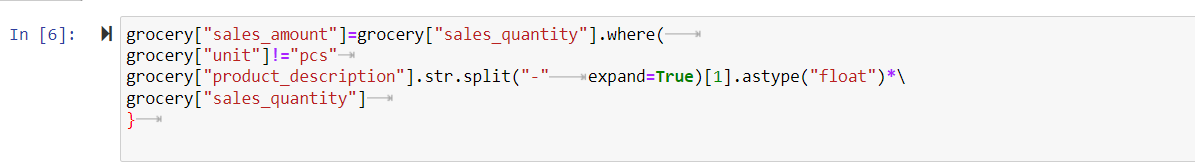 In [6]:
grocery["sales_amount"]=grocery["sales_quantity"].where(
grocery["unit"]!="pcs"
grocery["product_description"].str.split("-" expand=True)[1].astype("float")*\
grocery["sales_quantity"]
}